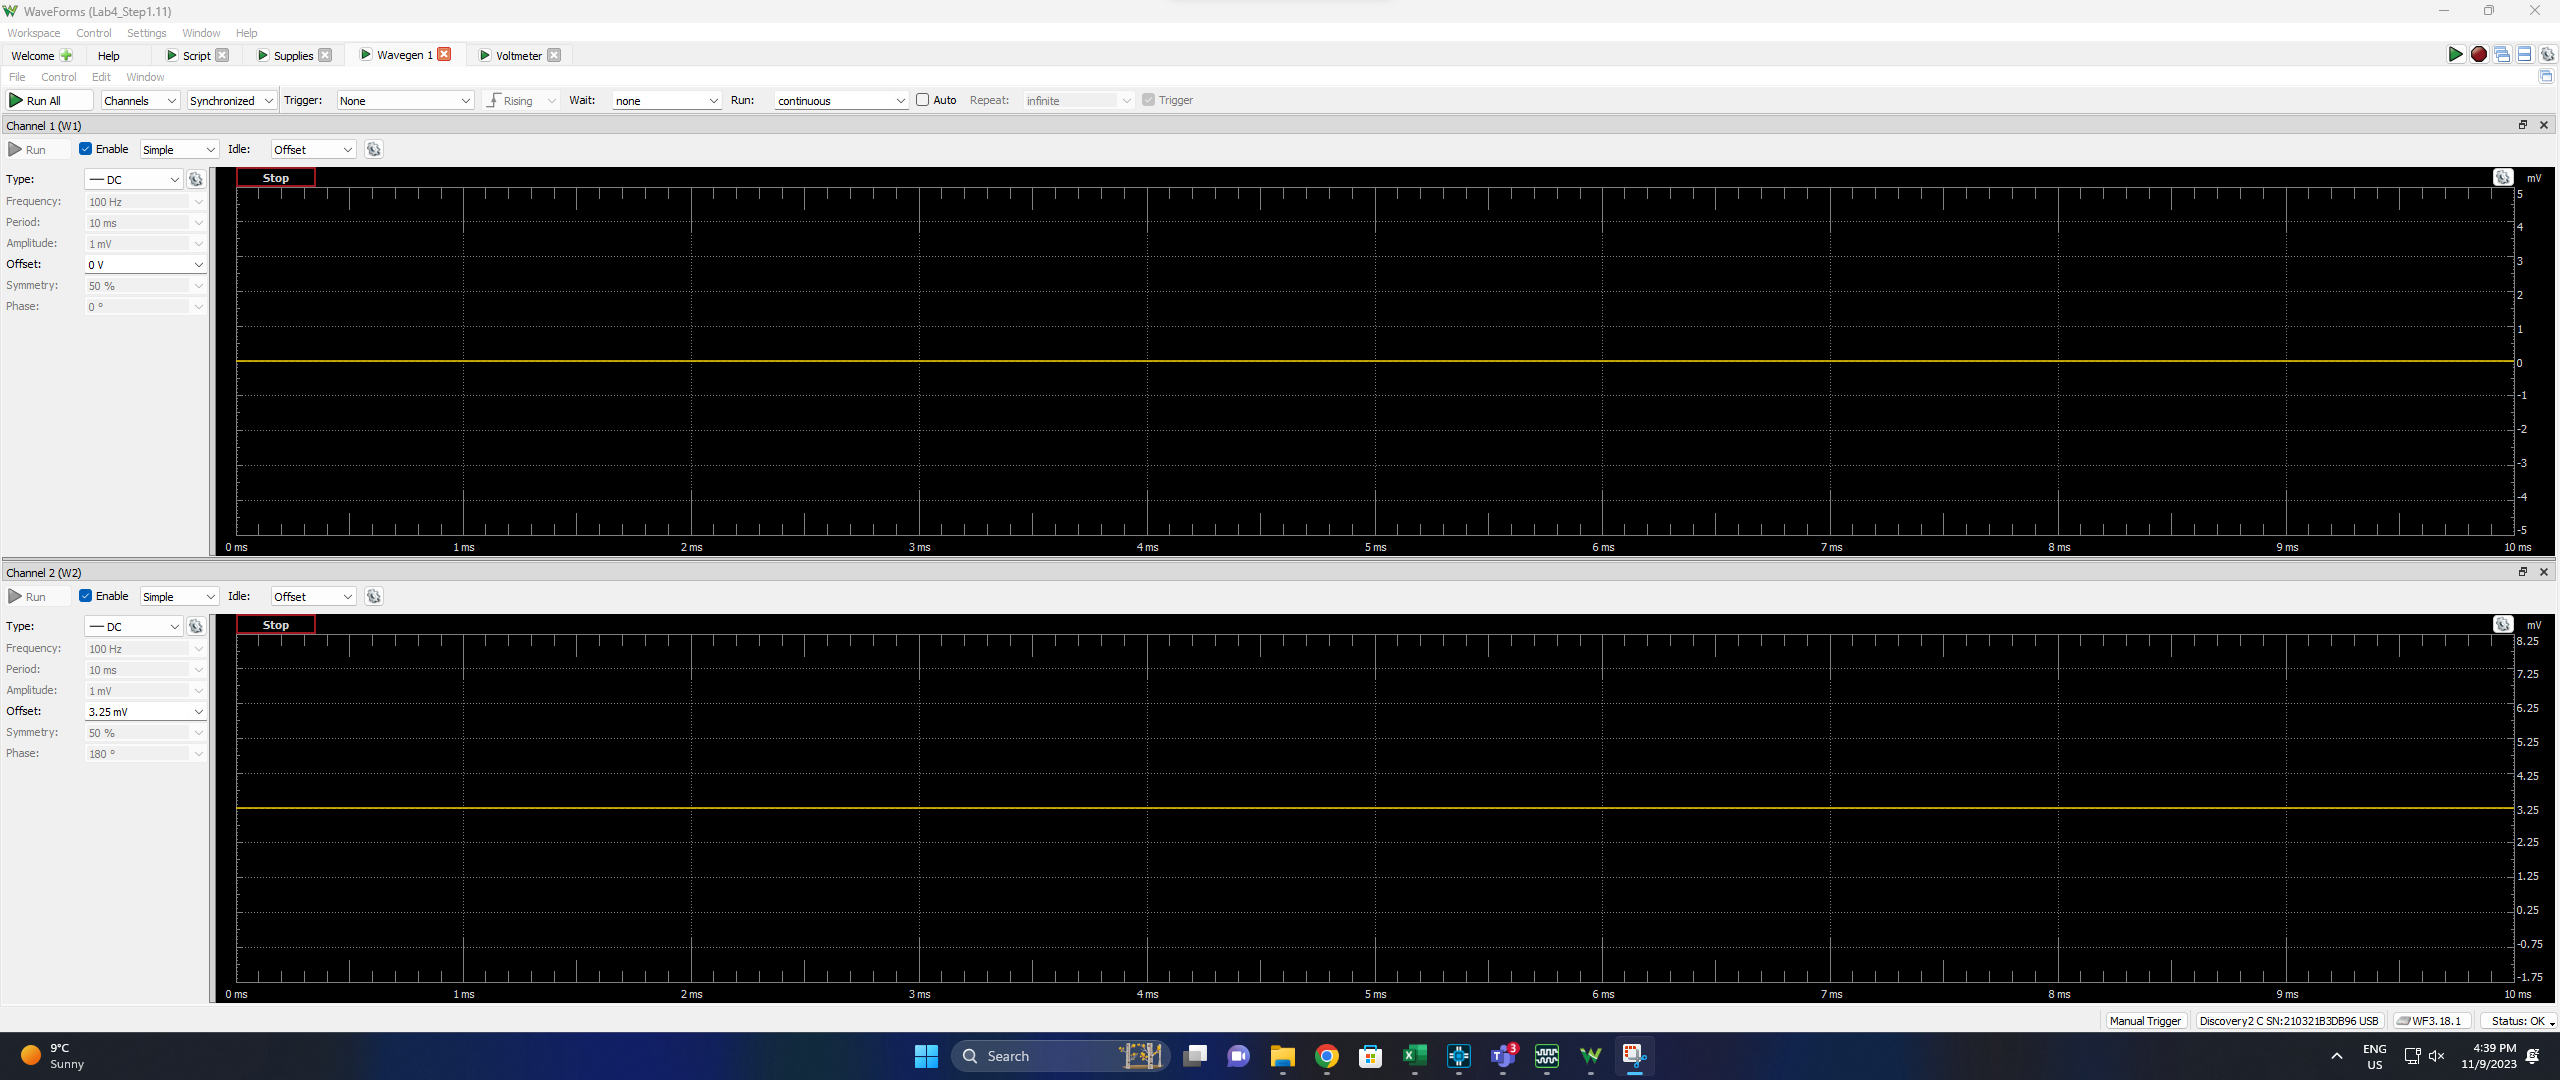 WaveForms (Lab4_Step1.11)
Workspace Control Settings Window Help
Welcome Help Script Supplies Wavegen 1 Voltmeter
File Control Edit Window
Run All Channels Synchronized Trigger: None Rising Wait: none Run: continuous Auto Repeat: infinite Trigger
Channel 1 (W1)
Run Enable Simple Idle: Offset
Type: DC
Frequency: 100 Hz
Period: 10 ms
Amplitude: 1 mV
Offset: 0 V
Symmetry: 50 %
Phase: 0 °
Stop
mV
5
4
3
2
1
0
-1
-2
-3
-4
-5
0 ms 1 ms 2 ms 3 ms 4 ms 5 ms 6 ms 7 ms 8 ms 9 ms 10 ms
Channel 2 (W2)
Run Enable Simple Idle: Offset
Type: DC
Frequency: 100 Hz
Period: 10 ms
Amplitude: 1 mV
Offset: 3.25 mV
Symmetry: 50 %
Phase: 180 °
Stop
mV
8.25
7.25
6.25
5.25
4.25
3.25
2.25
1.25
0.25
-0.75
-1.75
0 ms 1 ms 2 ms 3 ms 4 ms 5 ms 6 ms 7 ms 8 ms 9 ms 10 ms
Manual Trigger Discovery2 C SN:210321B3DB96 USB WF3.18.1 Status: OK
9°C
Sunny
Search
3
ENG
US
4:39 PM
11/9/2023